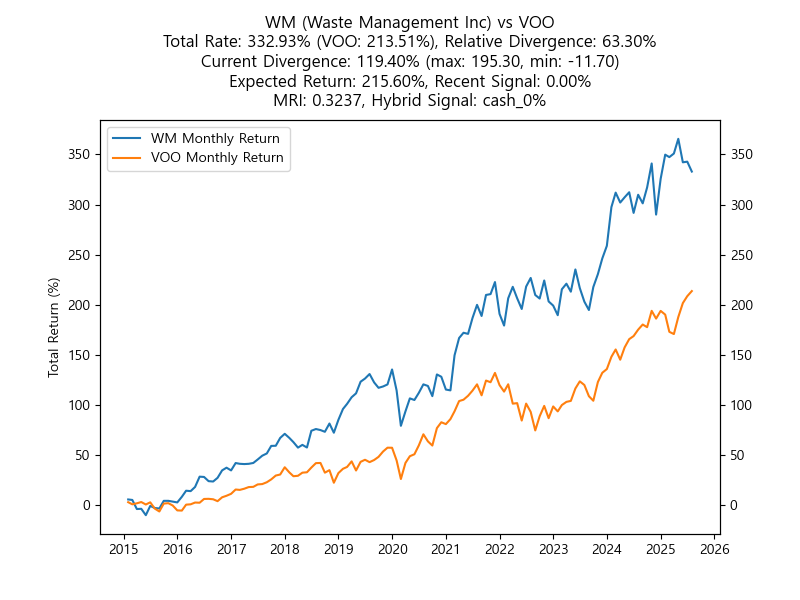 WM (Waste Management Inc) vs VOO
Total Rate: 332.93% (VOO: 213.51%), Relative Divergence: 63.30%
Current Divergence: 119.40% (max: 195.30, min: -11.70)
Expected Return: 215.60%, Recent Signal: 0.00%
MRI: 0.3237, Hybrid Signal: cash_0%
WM Monthly Return
VOO Monthly Return
Total Return (%)
350
300
250
200
150
100
50
0
350
300
250
200
150
100
50
0
2015 2016 2017 2018 2019 2020 2021 2022 2023 2024 2025 2026